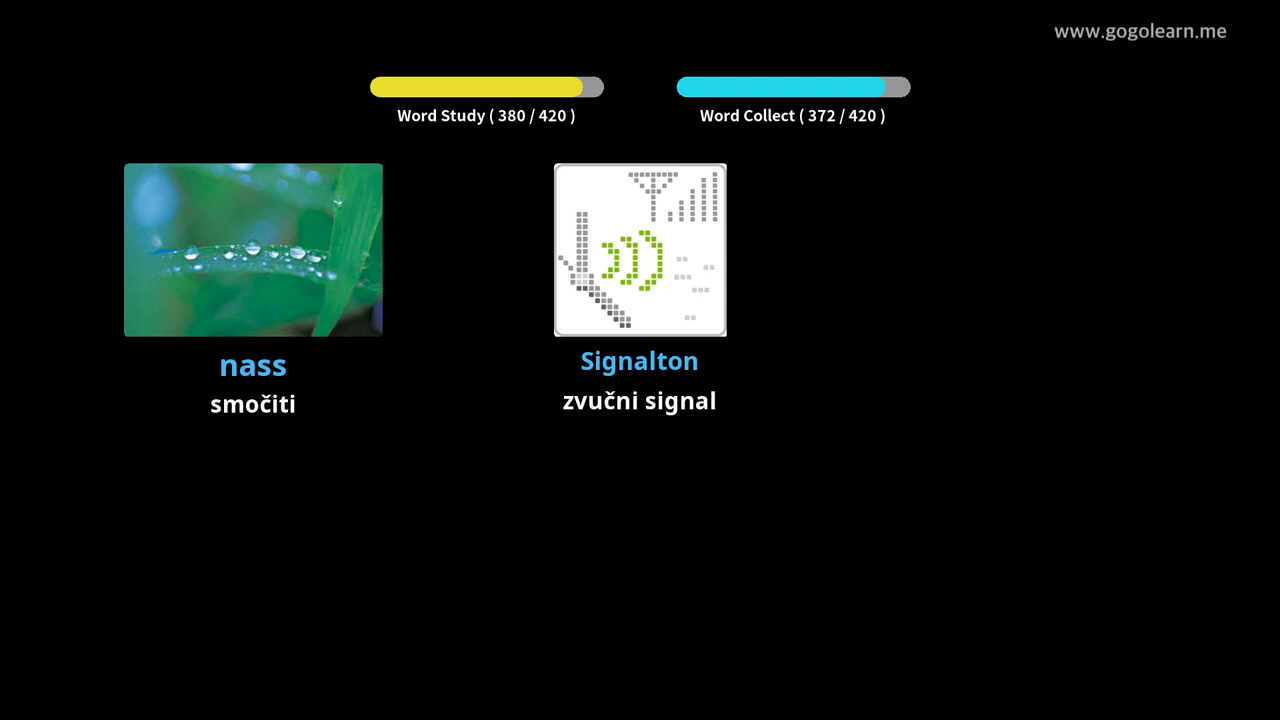 www.gogolearn.me
Word Study ( 380 / 420 )
Word Collect ( 372 / 420 )
nass
smočiti
Signalton
zvučni signal